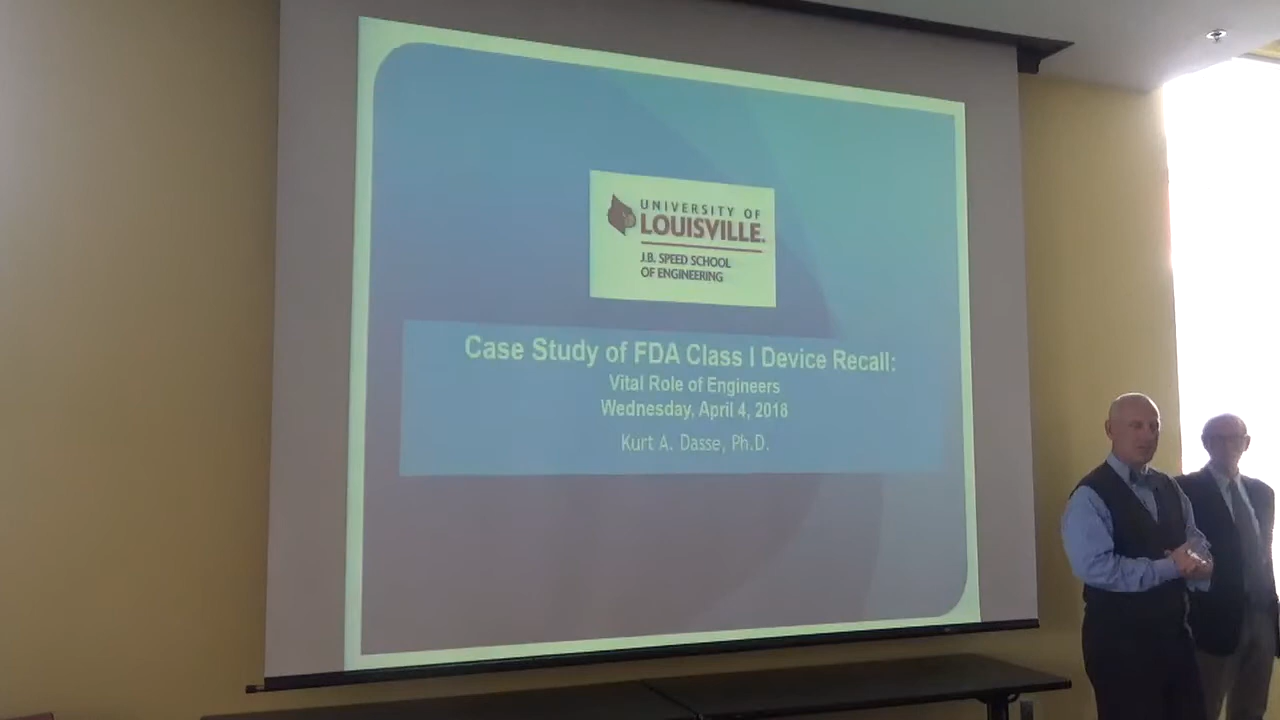 UNIVERSITY OF
LOUISVILLE.
J.B. SPEED SCHOOL
OF ENGINEERING
Case Study of FDA Class I Device Recall:
Vital Role of Engineers
Wednesday, April 4, 2018
Kurt A. Dasse, Ph.D.